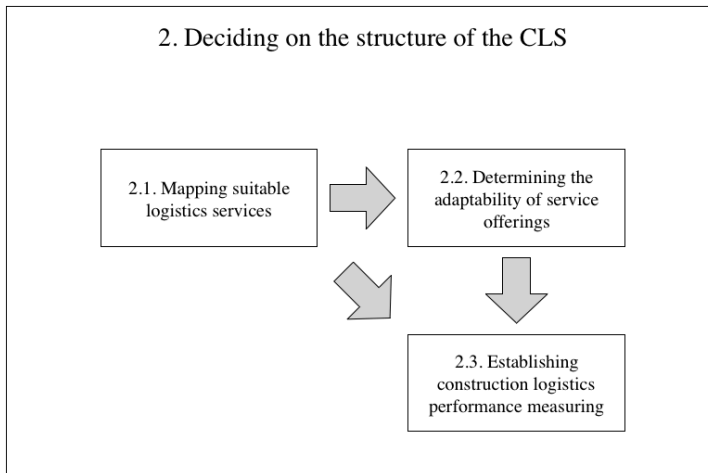 2. Deciding on the structure of the CLS
2.1. Mapping suitable
logistics services
2.2. Determining the
adaptability of service
offerings
2.3. Establishing
construction logistics
performance measuring